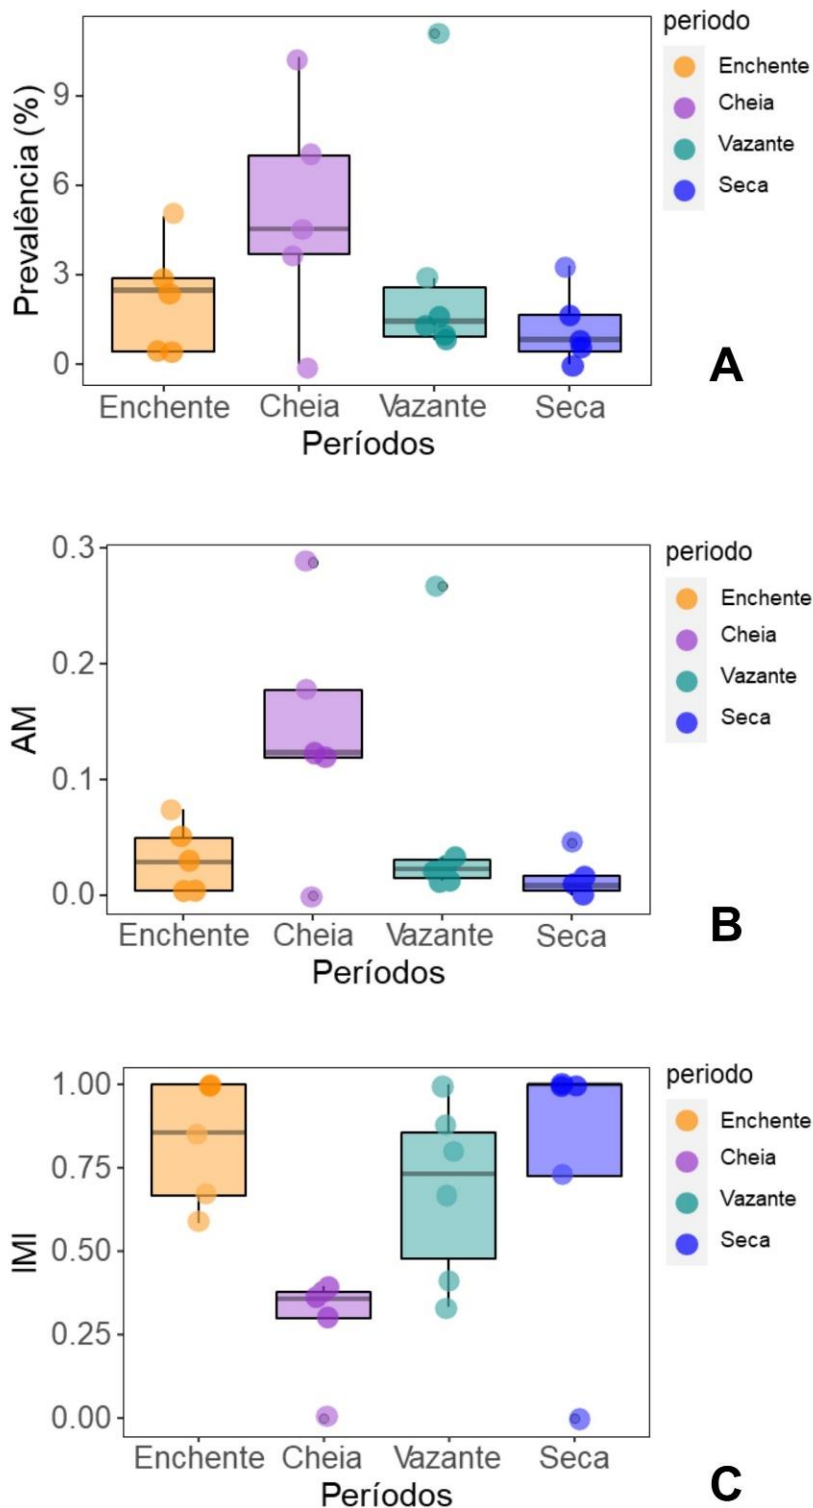 Prevalência (%)
9
6
3
0
Enchente Cheia Vazante Seca
Períodos
periodo
Enchente
Cheia
Vazante
Seca
A
AM
0.3
0.2
0.1
0.0
Enchente Cheia Vazante Seca
Períodos
periodo
Enchente
Cheia
Vazante
Seca
B
IMI
1.00
0.75
0.50
0.25
0.00
Enchente Cheia Vazante Seca
Períodos
periodo
Enchente
Cheia
Vazante
Seca
C